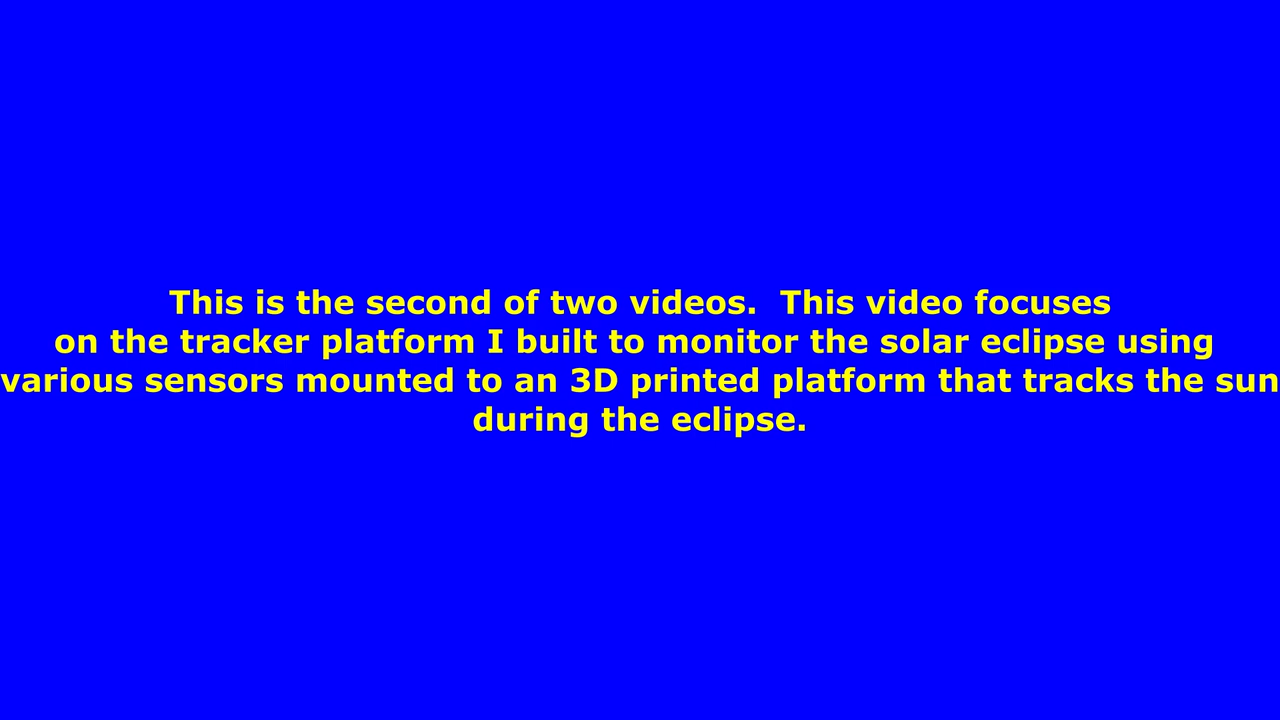 This is the second of two videos.  This video focuses
on the tracker platform I built to monitor the solar eclipse using
various sensors mounted to an 3D printed platform that tracks the sun
during the eclipse.